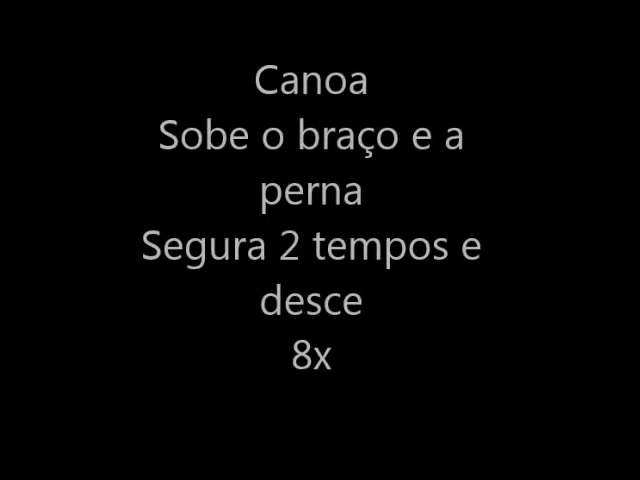 Canoa
Sobe o braço e a
perna
Segura 2 tempos e
desce
8x